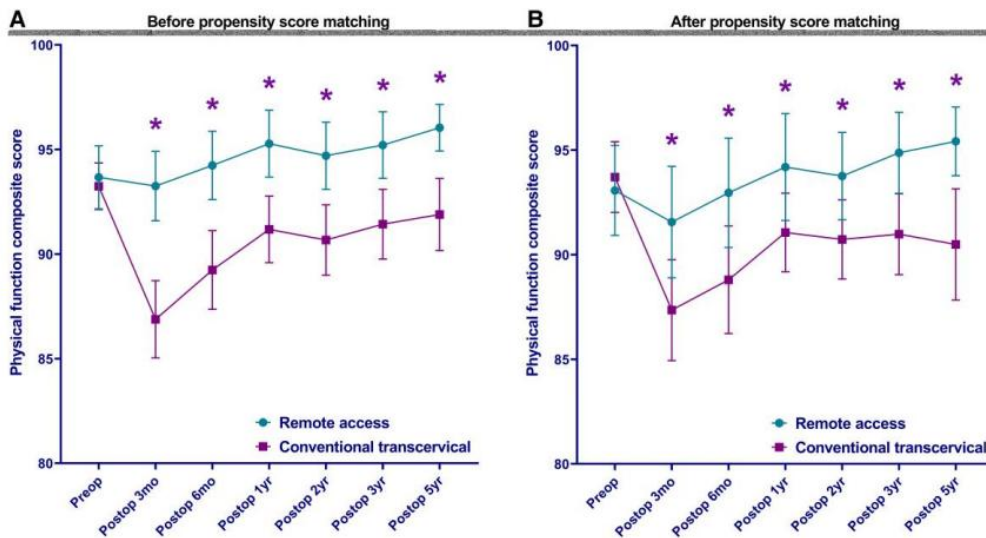 A
Before propensity score matching
Physical function composite score
100
95
90
85
80
*
*
*
*
*
*
Remote access
Conventional transcervical
Preop
Postop 3mo
Postop 6mo
Postop 1yr
Postop 2yr
Postop 3yr
Postop 5yr
B
After propensity score matching
Physical function composite score
100
95
90
85
80
*
*
*
*
*
*
Remote access
Conventional transcervical
Preop
Postop 3mo
Postop 6mo
Postop 1yr
Postop 2yr
Postop 3yr
Postop 5yr